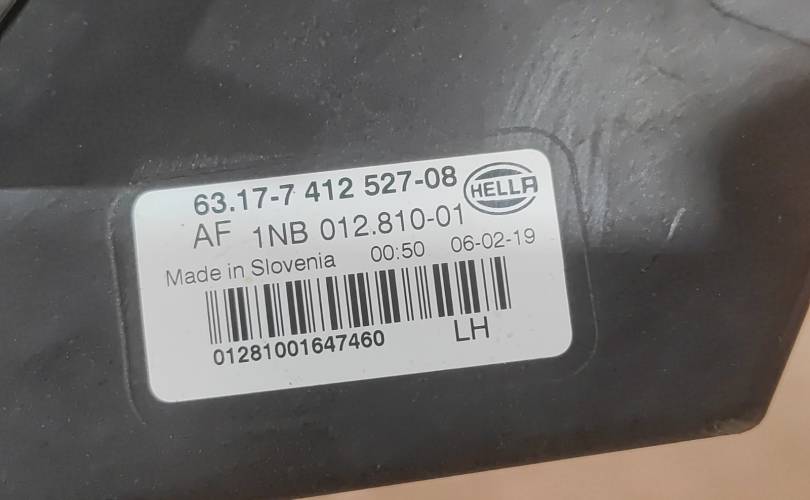 63.17-7 412 527-08
HELLA
AF 1NB 012.810-01
Made in Slovenia 00:50 06-02-19
01281001647460 LH